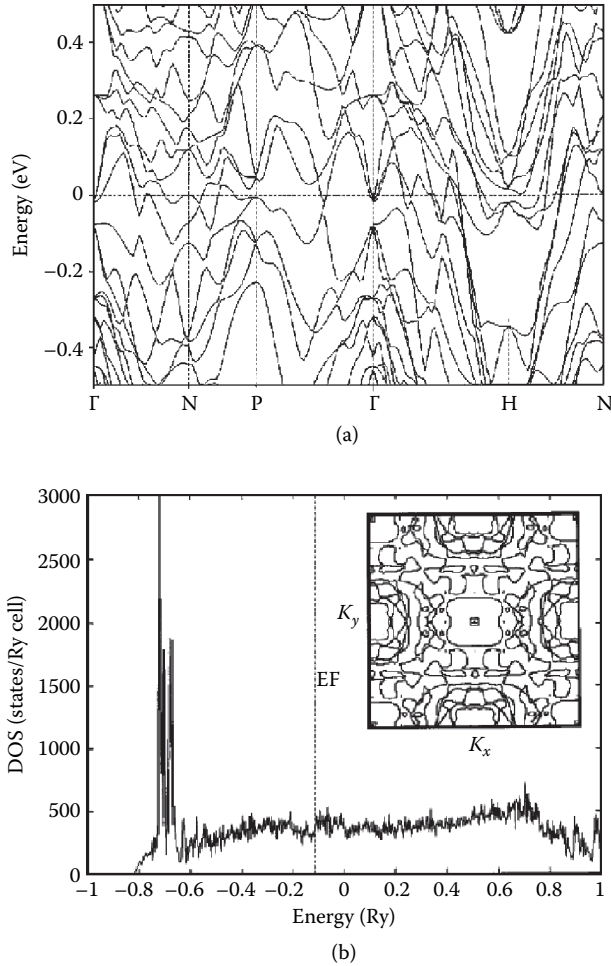 0.4
0.2
0
−0.2
−0.4
Energy (eV)
Γ N P Γ H N
(a)
3000
2500
2000
1500
1000
500
0
DOS (states/Ry cell)
K_y
EF
K_x
−1 −0.8 −0.6 −0.4 −0.2 0 0.2 0.4 0.6 0.8 1
Energy (Ry)
(b)